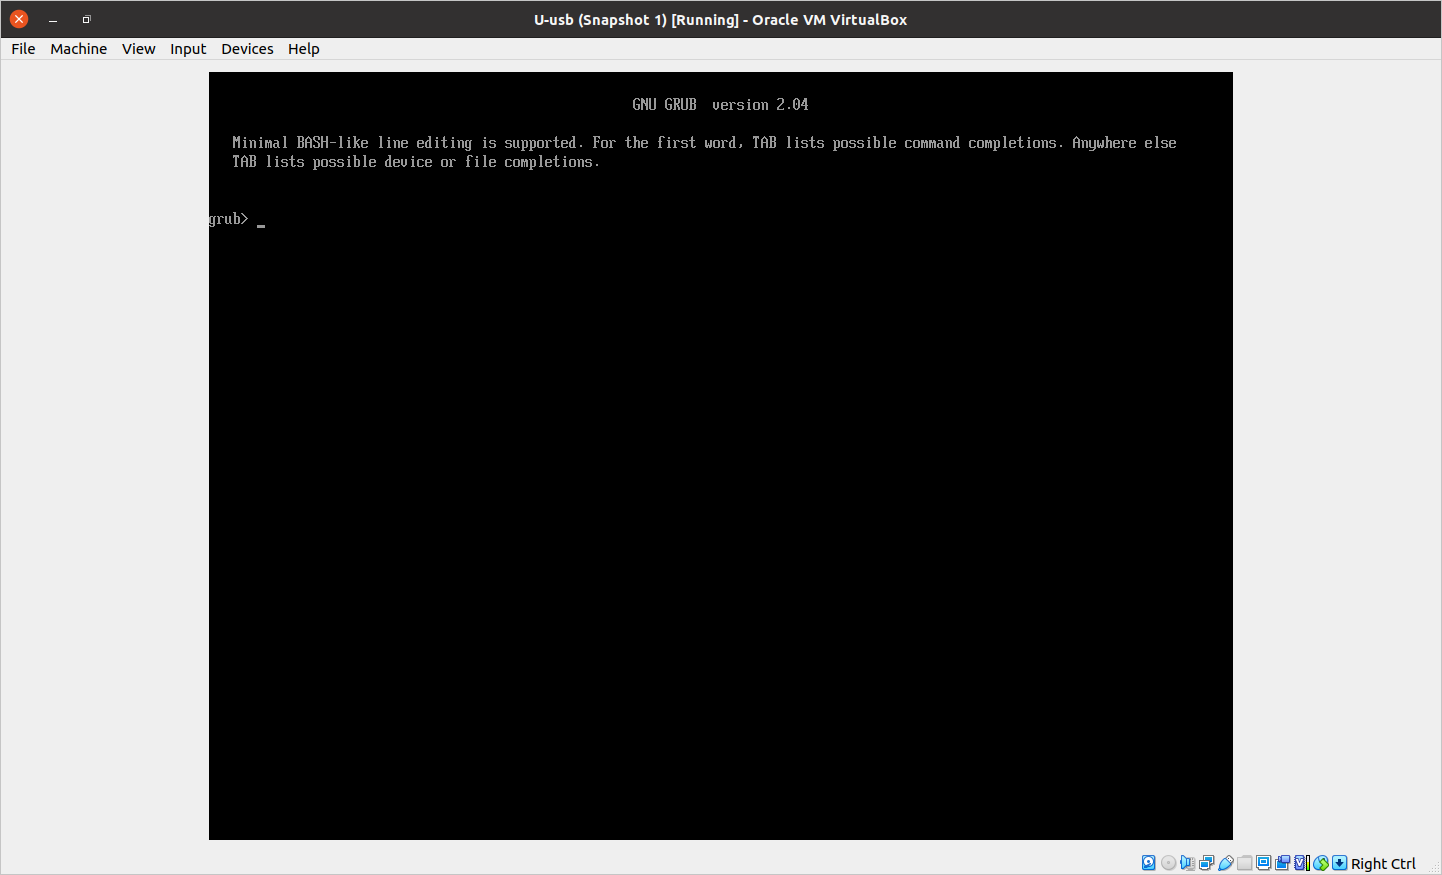 U-usb (Snapshot 1) [Running] - Oracle VM VirtualBox
File Machine View Input Devices Help
GNU GRUB version 2.04
Minimal BASH-like line editing is supported. For the first word, TAB lists possible command completions. Anywhere else
TAB lists possible device or file completions.
grub> _
Right Ctrl